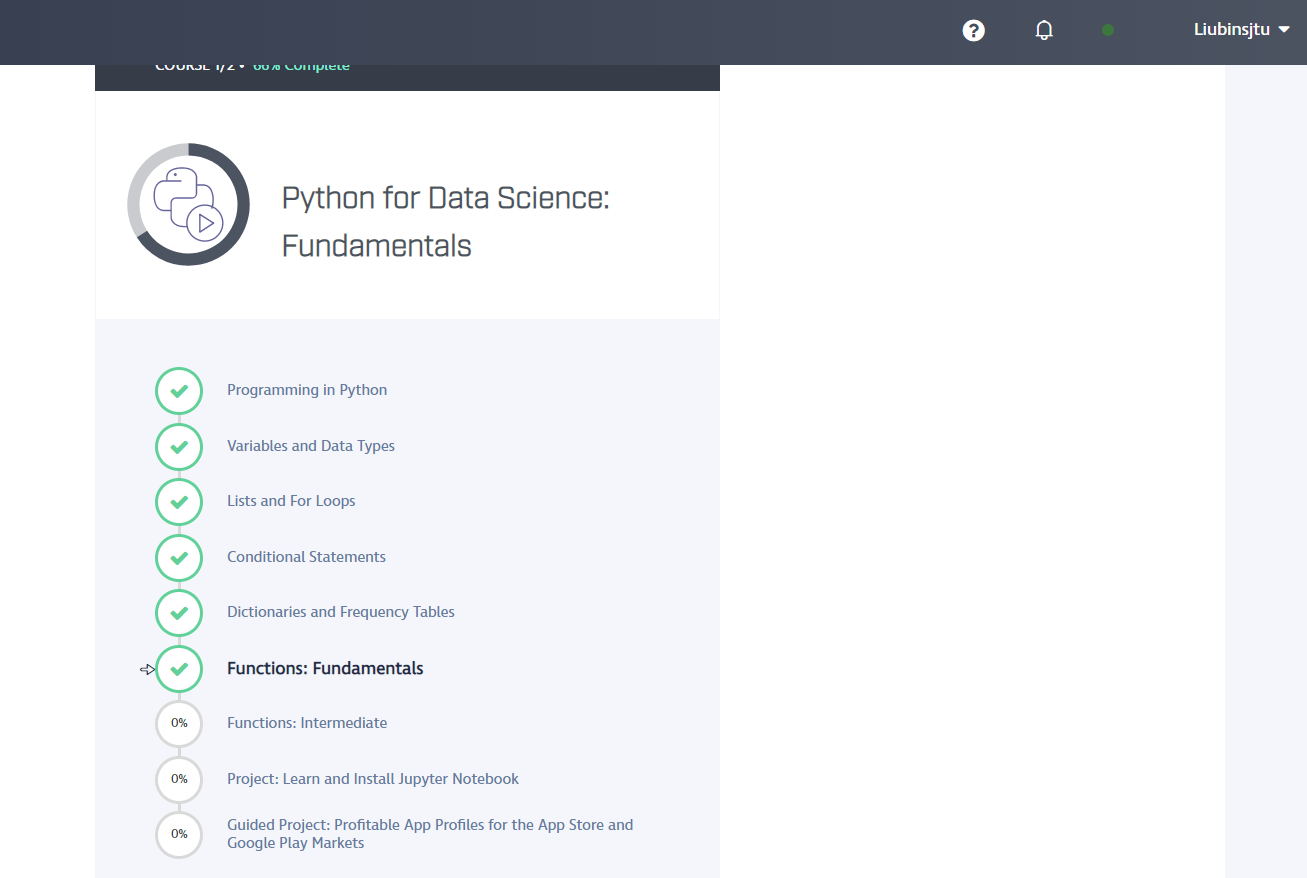 Liubinsjtu
COURSE 1/2 • 66% Complete
Python for Data Science:
Fundamentals
Programming in Python
Variables and Data Types
Lists and For Loops
Conditional Statements
Dictionaries and Frequency Tables
Functions: Fundamentals
0% Functions: Intermediate
0% Project: Learn and Install Jupyter Notebook
0% Guided Project: Profitable App Profiles for the App Store and
Google Play Markets